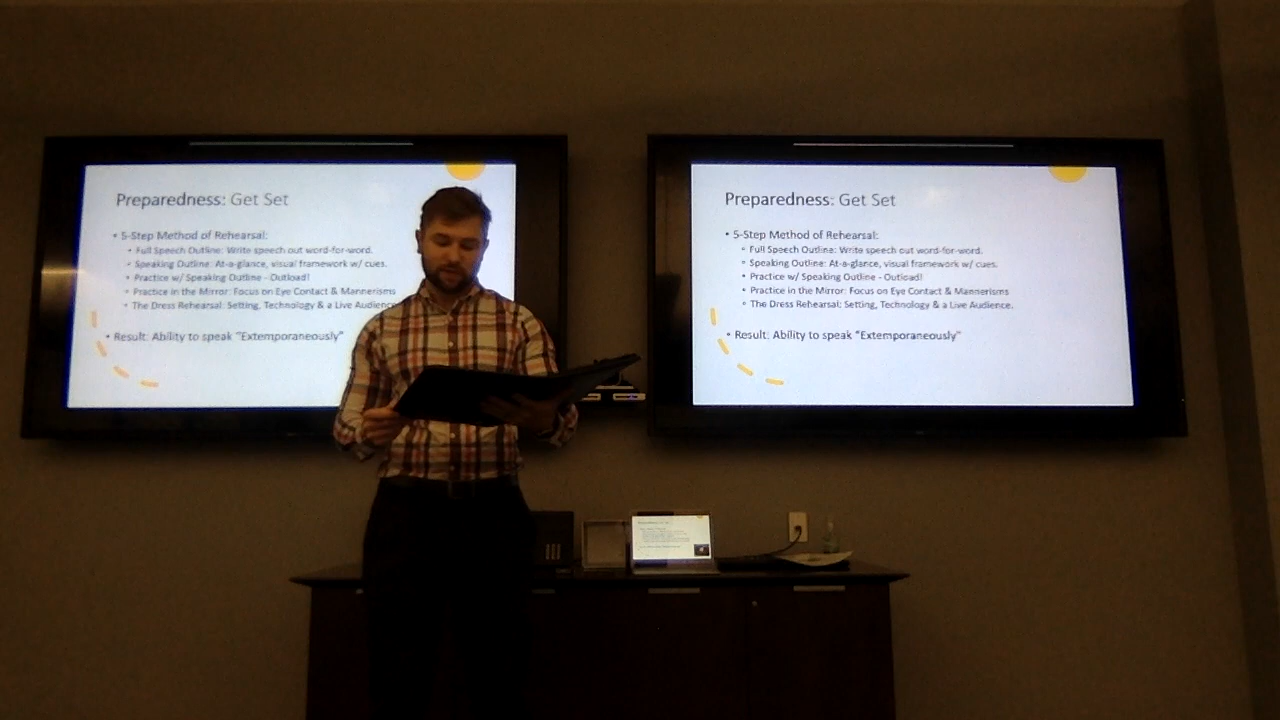 Preparedness: Get Set
• 5-Step Method of Rehearsal:
• Full Speech Outline: Write speech out word-for-word.
• Speaking Outline: At-a-glance, visual framework w/ cues.
• Practice w/ Speaking Outline - Outload!
• Practice in the Mirror: Focus on Eye Contact & Mannerisms
• The Dress Rehearsal: Setting, Technology & a Live Audience
• Result: Ability to speak "Extemporaneously"
Preparedness: Get Set
• 5-Step Method of Rehearsal:
• Full Speech Outline: Write speech out word-for-word.
• Speaking Outline: At-a-glance, visual framework w/ cues.
• Practice w/ Speaking Outline - Outload!
• Practice in the Mirror: Focus on Eye Contact & Mannerisms
• The Dress Rehearsal: Setting, Technology & a Live Audience.
• Result: Ability to speak "Extemporaneously"